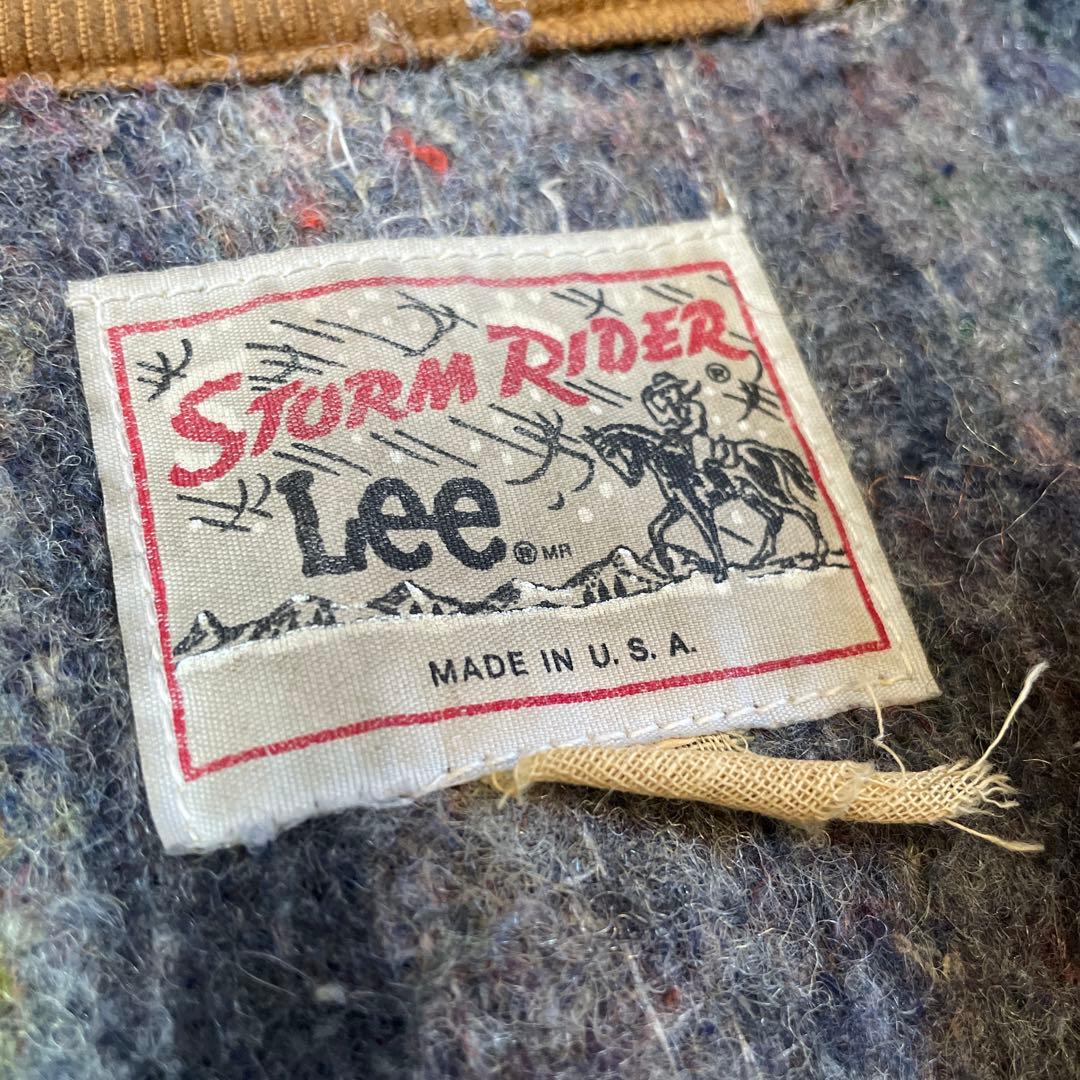 STORM RIDER ®
Lee ® MR
MADE IN U. S. A.